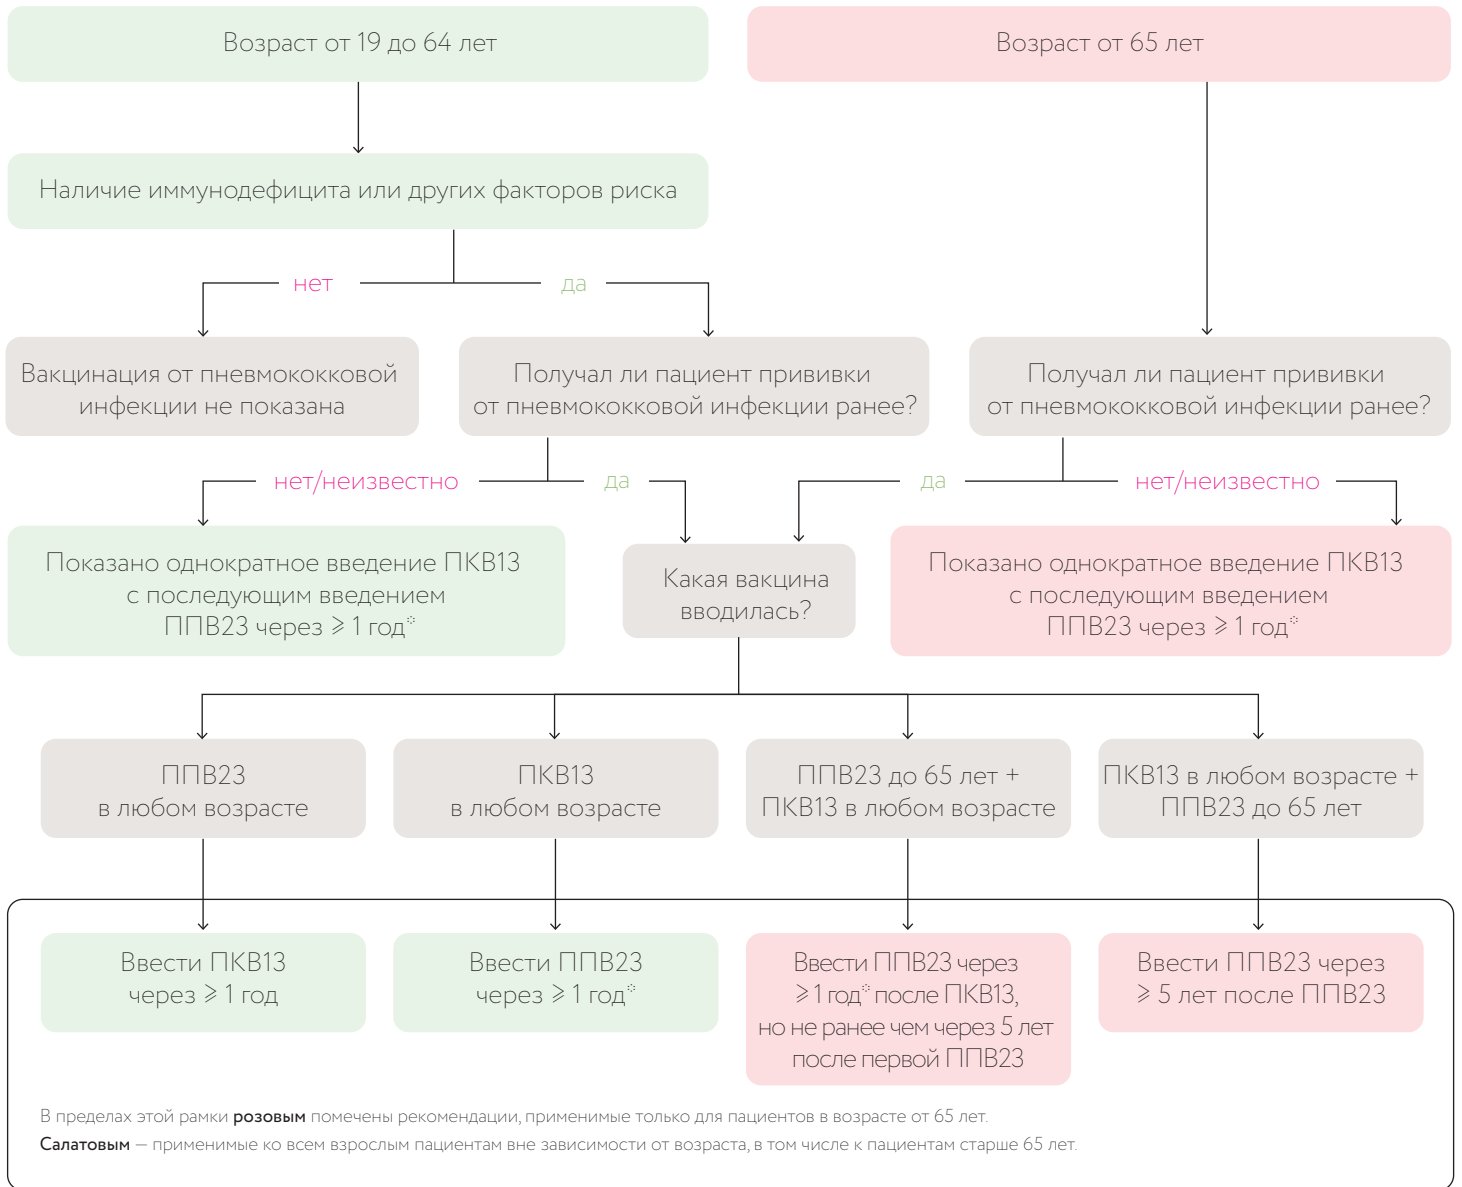 Возраст от 19 до 64 лет
Возраст от 65 лет
Наличие иммунодефицита или других факторов риска
нет
да
Вакцинация от пневмококковой
инфекции не показана
Получал ли пациент прививки
от пневмококковой инфекции ранее?
Получал ли пациент прививки
от пневмококковой инфекции ранее?
нет/неизвестно
да
да
нет/неизвестно
Показано однократное введение ПКВ13
с последующим введением
ППВ23 через ⩾ 1 год*
Какая вакцина
вводилась?
Показано однократное введение ПКВ13
с последующим введением
ППВ23 через ⩾ 1 год*
ППВ23
в любом возрасте
ПКВ13
в любом возрасте
ППВ23 до 65 лет +
ПКВ13 в любом возрасте
ПКВ13 в любом возрасте +
ППВ23 до 65 лет
Ввести ПКВ13
через ⩾ 1 год
Ввести ППВ23
через ⩾ 1 год*
Ввести ППВ23 через
⩾ 1 год* после ПКВ13,
но не ранее чем через 5 лет
после первой ППВ23
Ввести ППВ23 через
⩾ 5 лет после ППВ23
В пределах этой рамки розовым помечены рекомендации, применимые только для пациентов в возрасте от 65 лет.
Салатовым — применимые ко всем взрослым пациентам вне зависимости от возраста, в том числе к пациентам старше 65 лет.